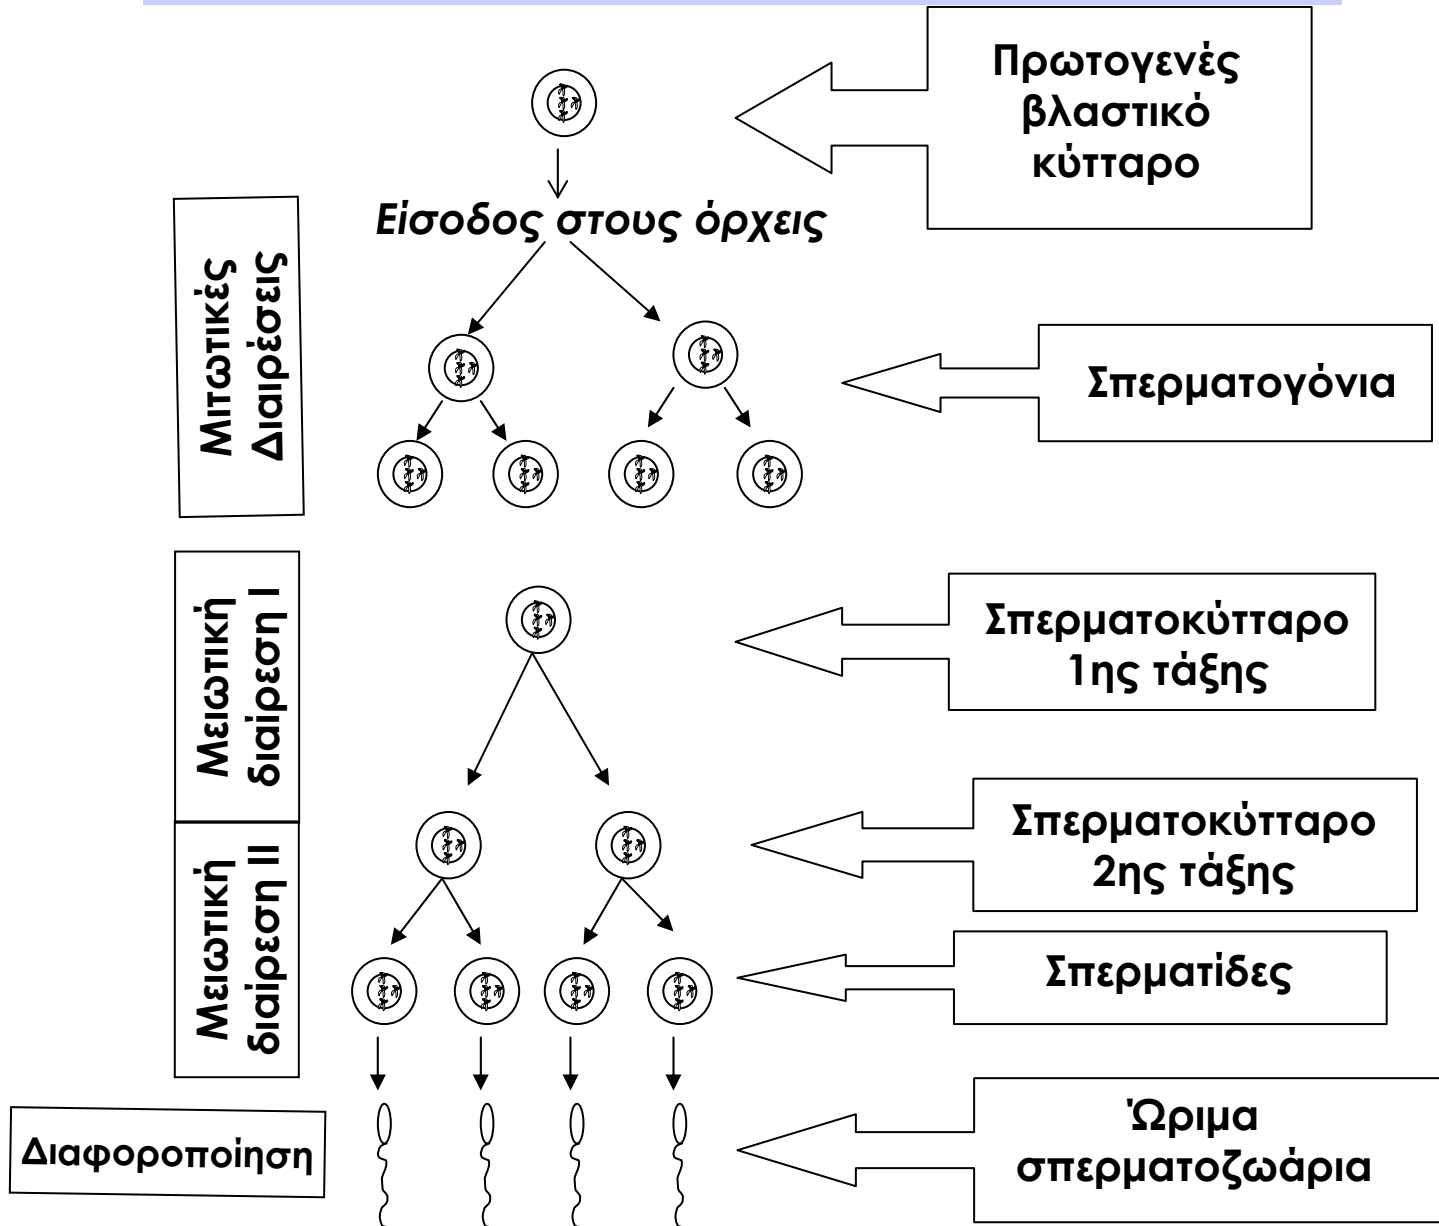 Πρωτογενές
βλαστικό
κύτταρο
Είσοδος στους όρχεις
Μιτωτικές
Διαιρέσεις
Σπερματογόνια
Μειωτική
διαίρεση I
Σπερματοκύτταρο
1ης τάξης
Σπερματοκύτταρο
2ης τάξης
Μειωτική
διαίρεση II
Σπερματίδες
Διαφοροποίηση
Ώριμα
σπερματοζωάρια